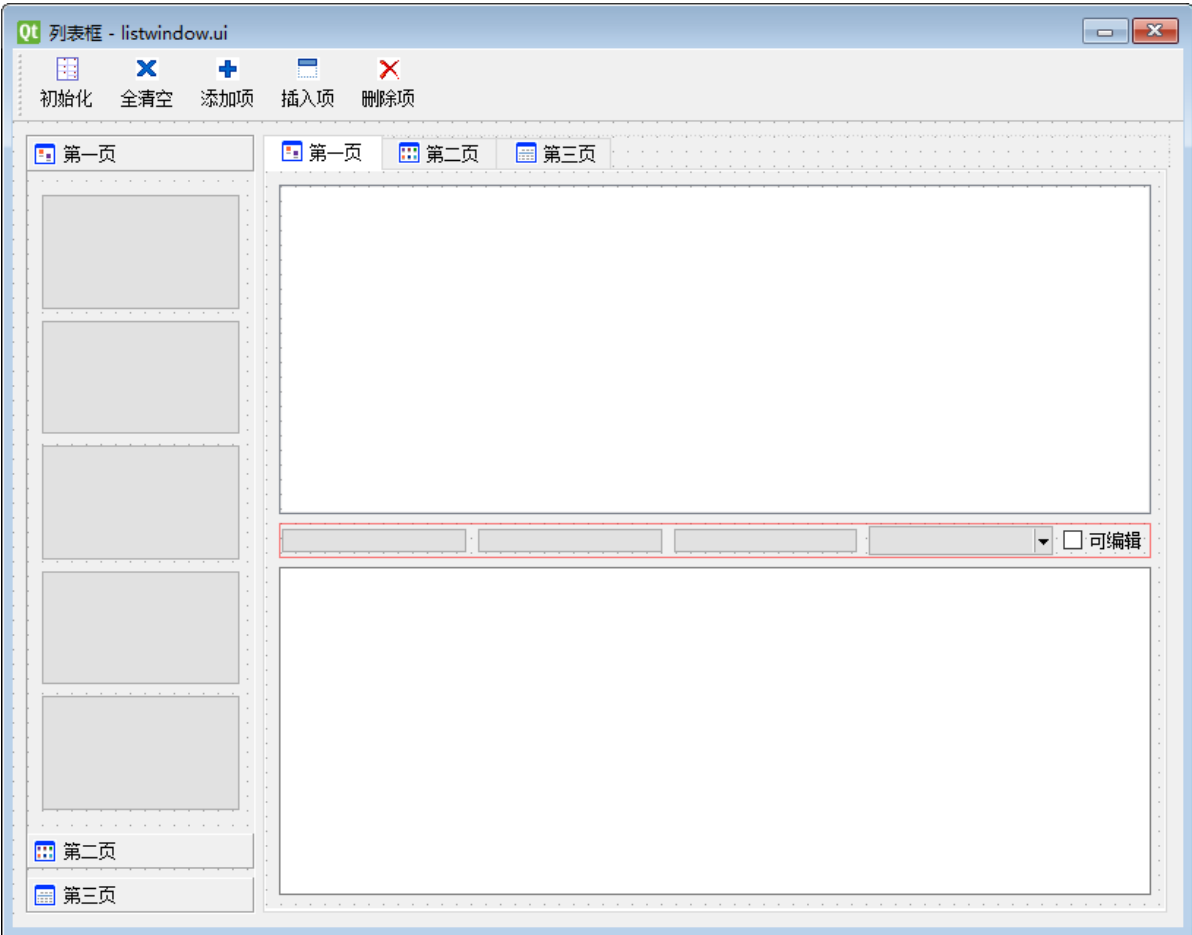 Qt 列表框 - listwindow.ui
初始化 全清空 添加项 插入项 删除项
第一页
第一页 第二页 第三页
可编辑
第二页
第三页